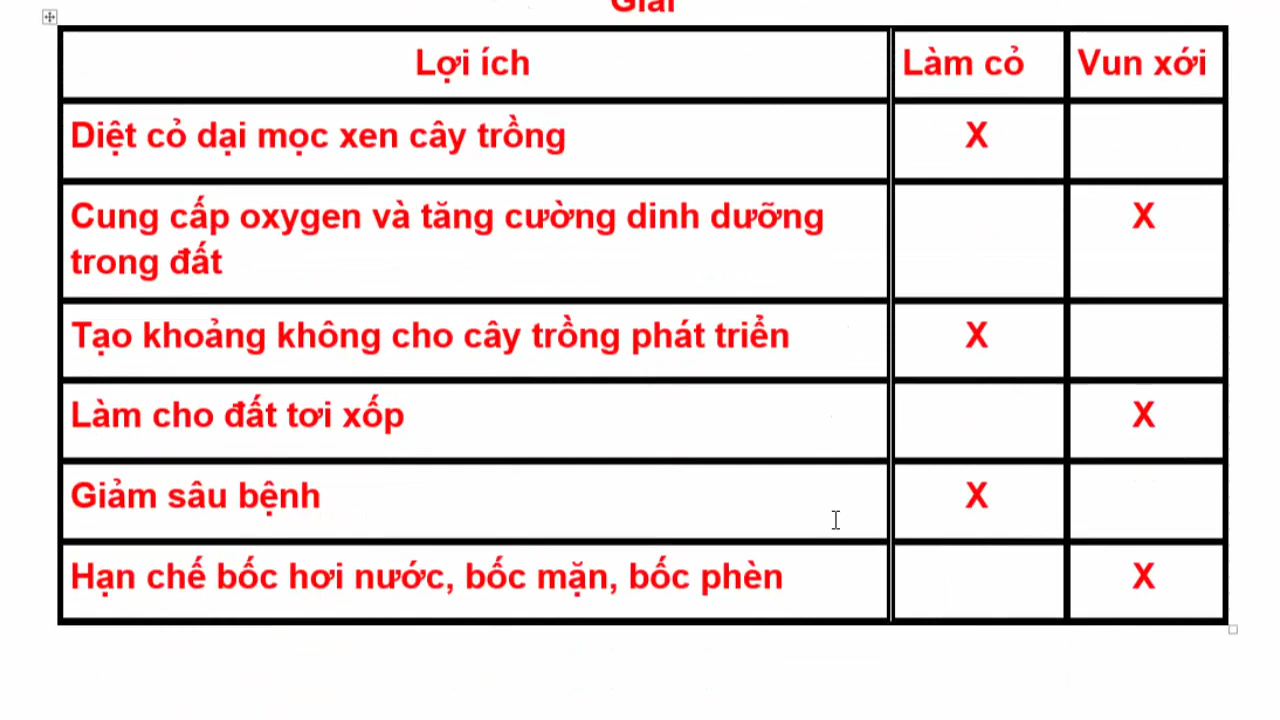 Giải
Lợi ích Làm cỏ Vun xới
Diệt cỏ dại mọc xen cây trồng X
Cung cấp oxygen và tăng cường dinh dưỡng X
trong đất
Tạo khoảng không cho cây trồng phát triển X
Làm cho đất tơi xốp X
Giảm sâu bệnh X
Hạn chế bốc hơi nước, bốc mặn, bốc phèn X